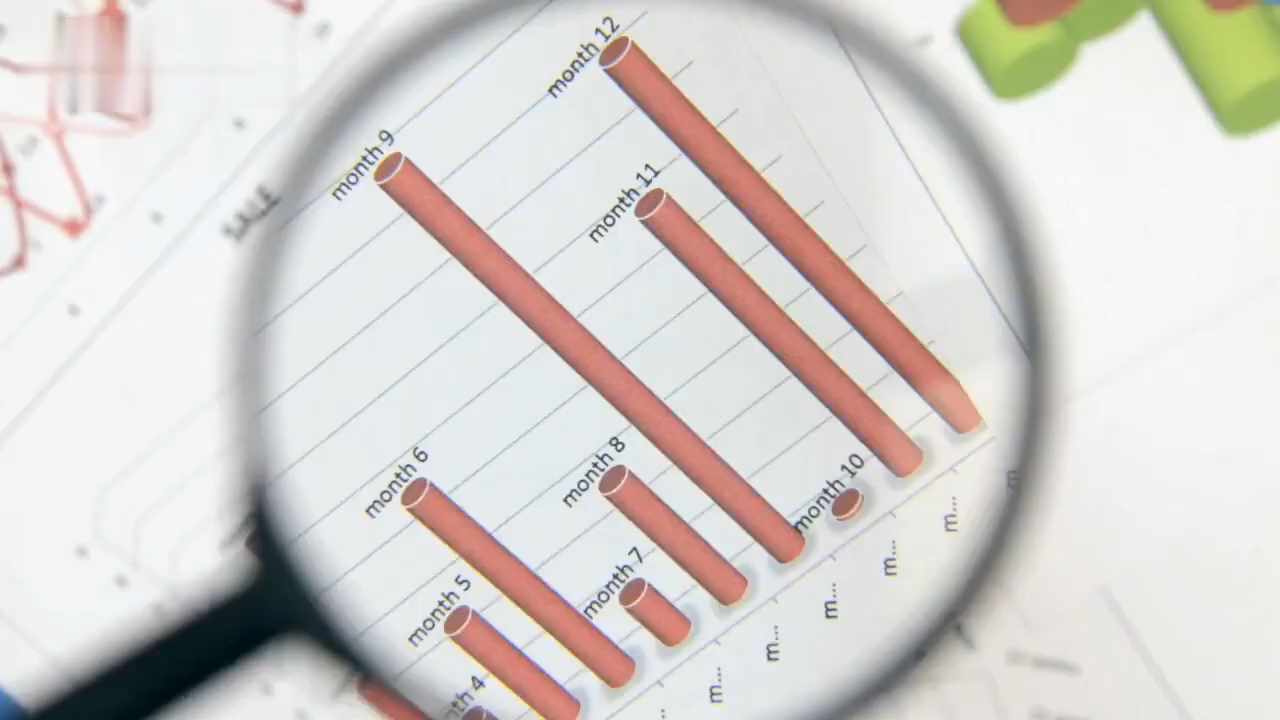 month 12
month 9
month 11
month 6
month 8
month 10
month 7
month 5
month 4
m...
m...
m...
m...
m...
m